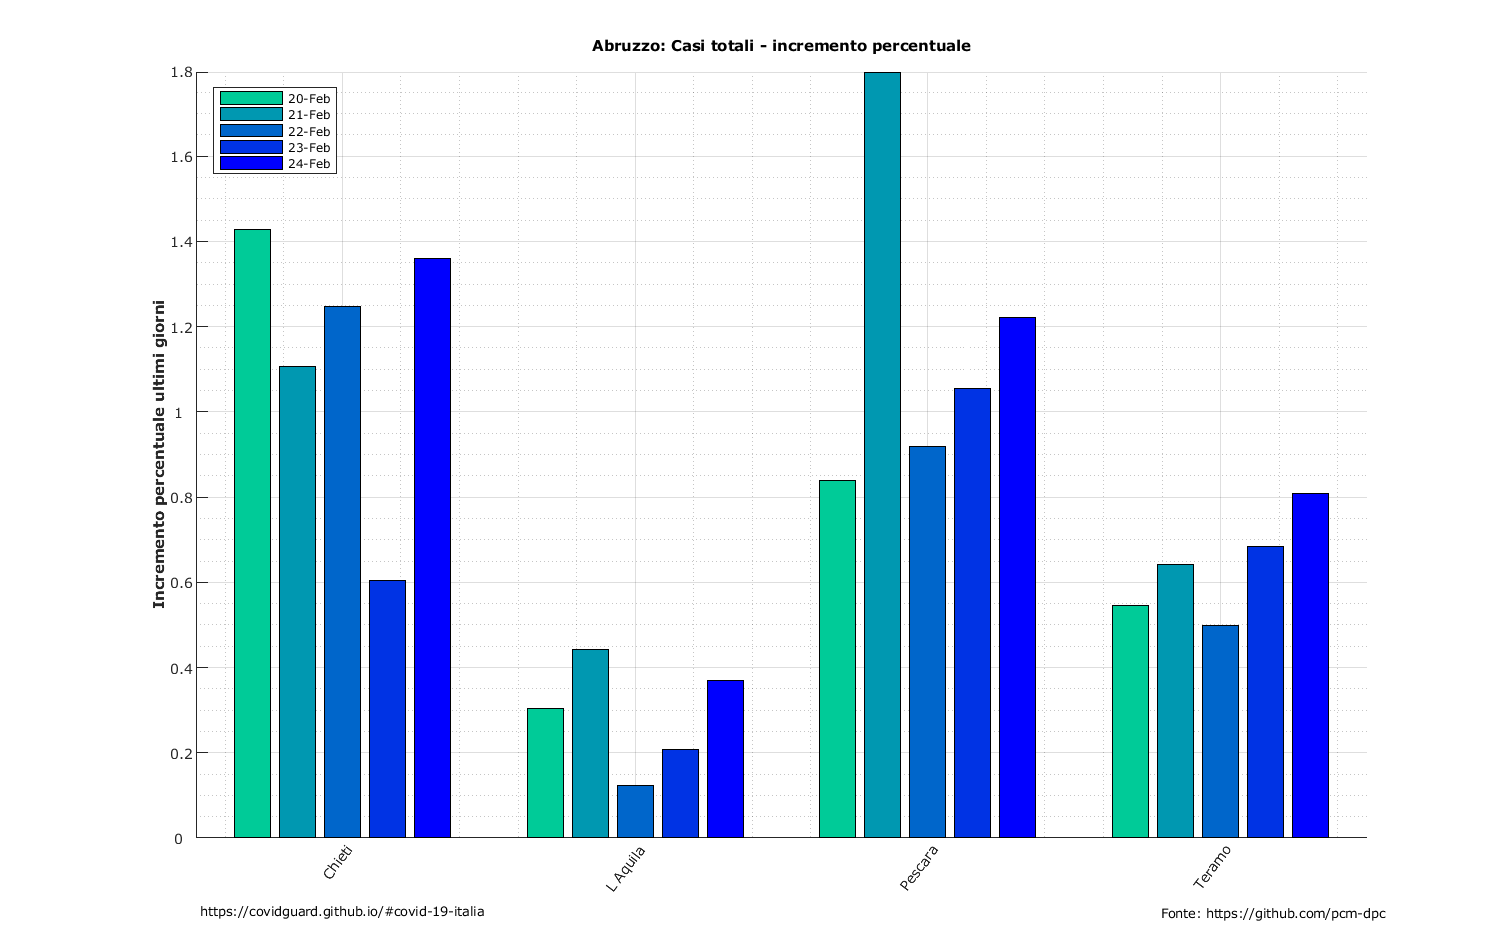 Abruzzo: Casi totali - incremento percentuale
1.8
1.6
1.4
1.2
1
0.8
0.6
0.4
0.2
0
Incremento percentuale ultimi giorni
20-Feb
21-Feb
22-Feb
23-Feb
24-Feb
Chieti
L Aquila
Pescara
Teramo
https://covidguard.github.io/#covid-19-italia
Fonte: https://github.com/pcm-dpc